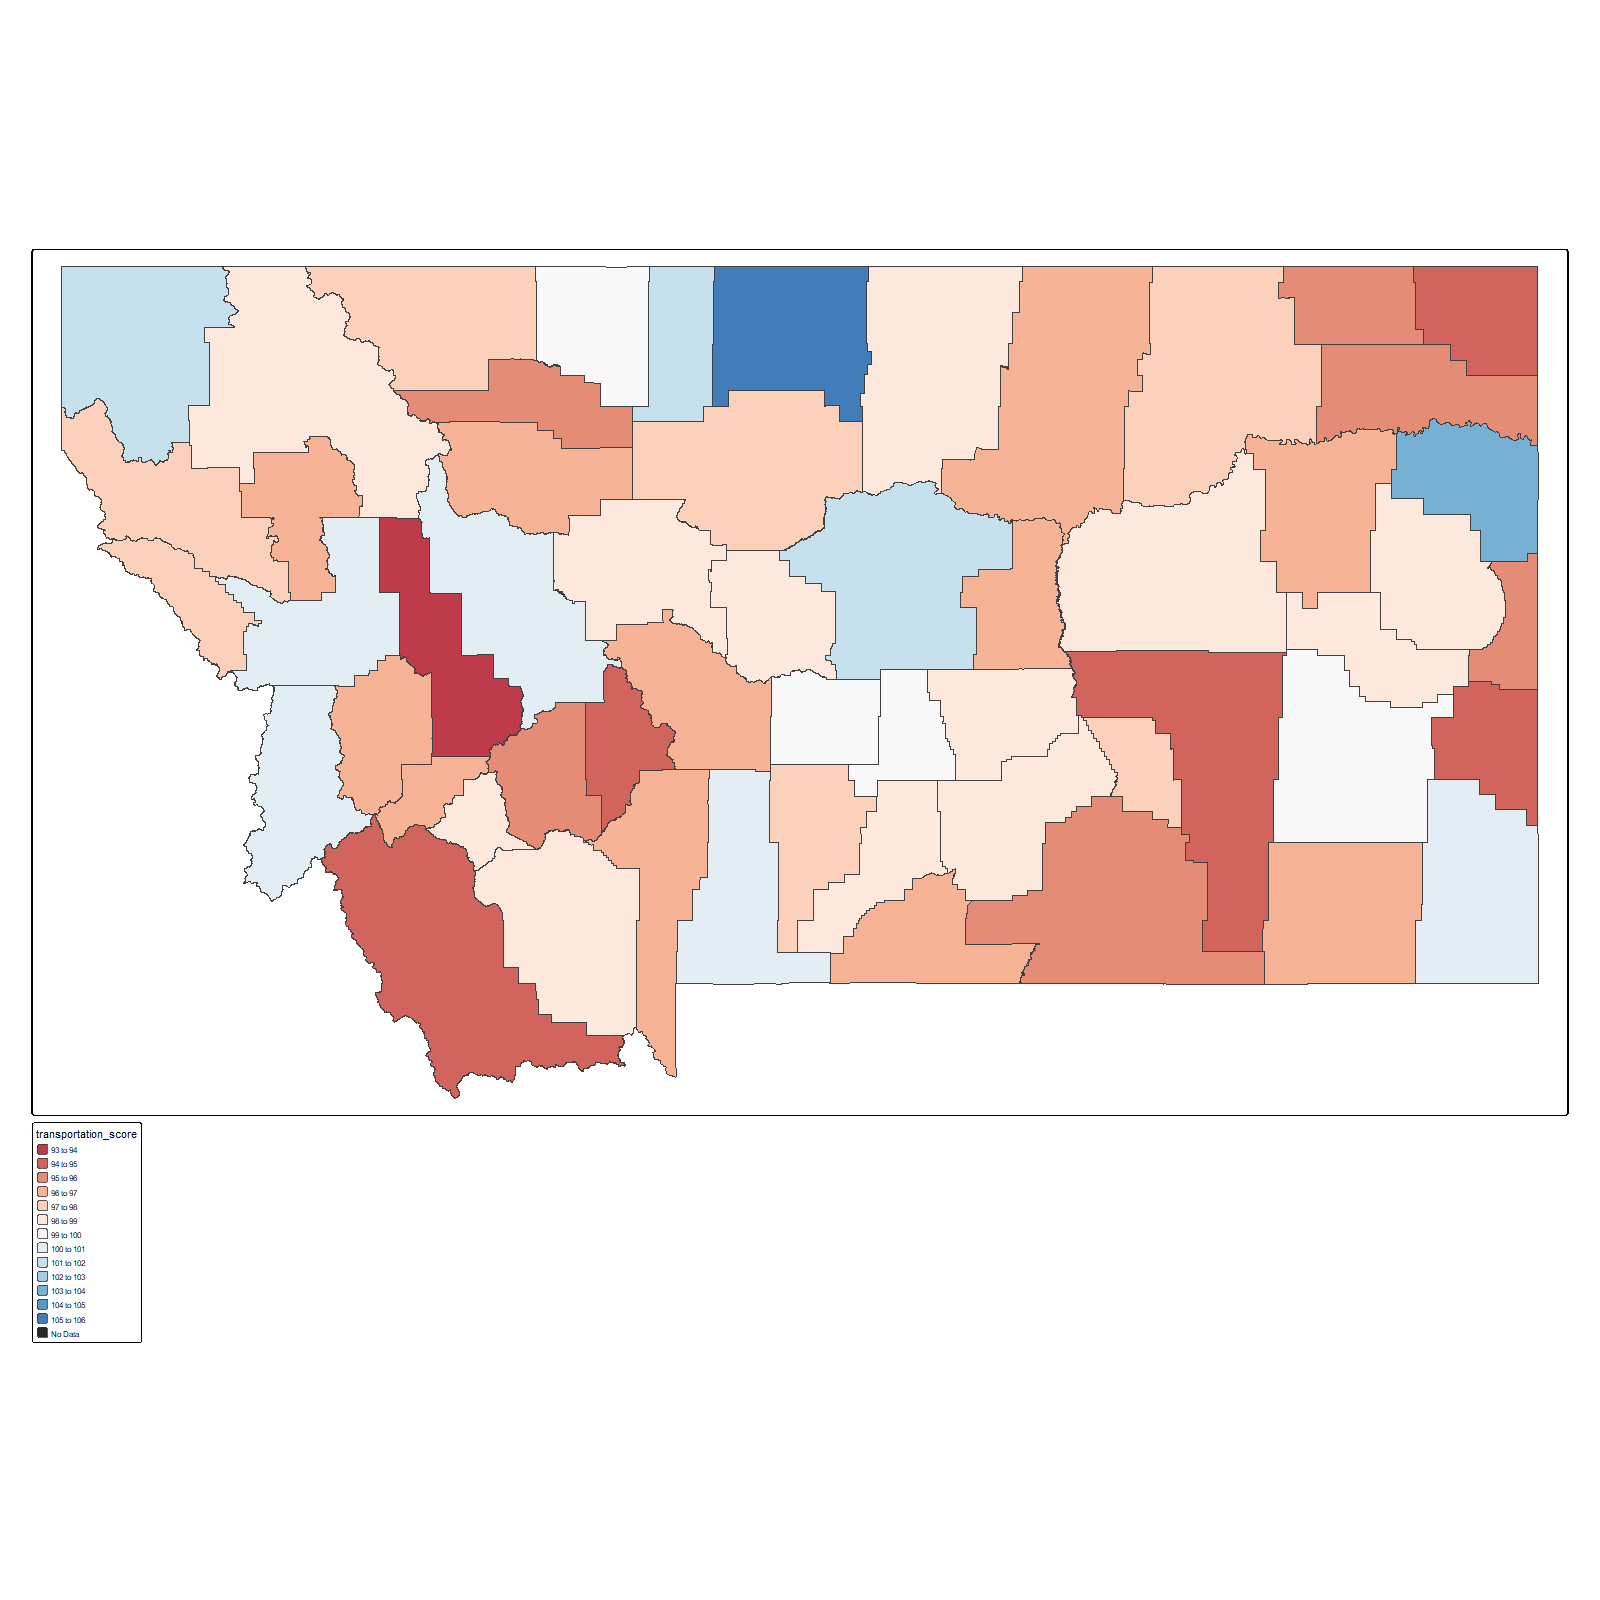 transportation_score
93 to 94
94 to 95
95 to 96
96 to 97
97 to 98
98 to 99
99 to 100
100 to 101
101 to 102
102 to 103
103 to 104
104 to 105
105 to 106
No Data